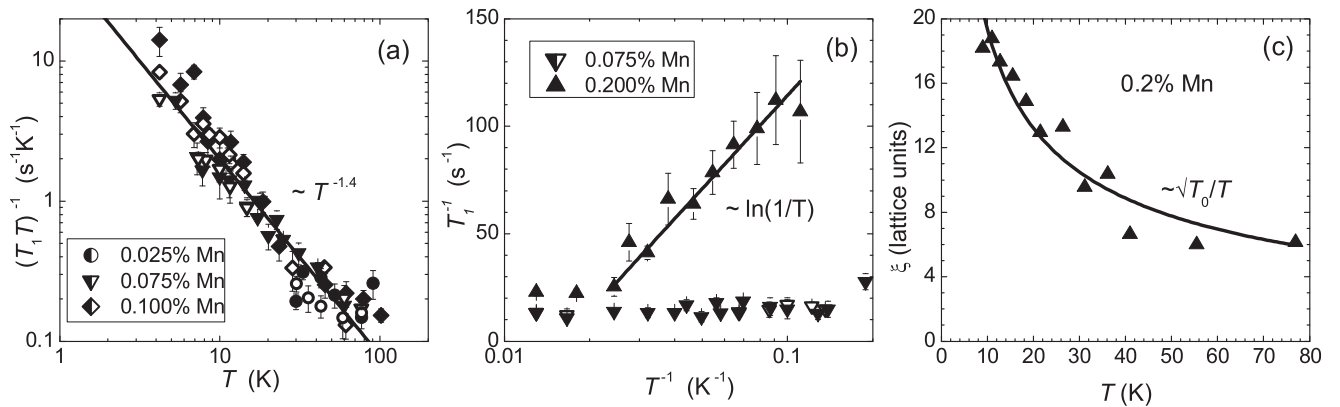 (a)
10
1
0.1
(T₁T)⁻¹ (s⁻¹K⁻¹)
~ T⁻¹·⁴
0.025% Mn
0.075% Mn
0.100% Mn
1 10 100
T (K)
(b)
150
100
50
0
T₁⁻¹ (s⁻¹)
0.075% Mn
0.200% Mn
~ ln(1/T)
0.01 0.1
T⁻¹ (K⁻¹)
(c)
20
16
12
8
4
0
ξ (lattice units)
0.2% Mn
~√T₀/T
0 10 20 30 40 50 60 70 80
T (K)